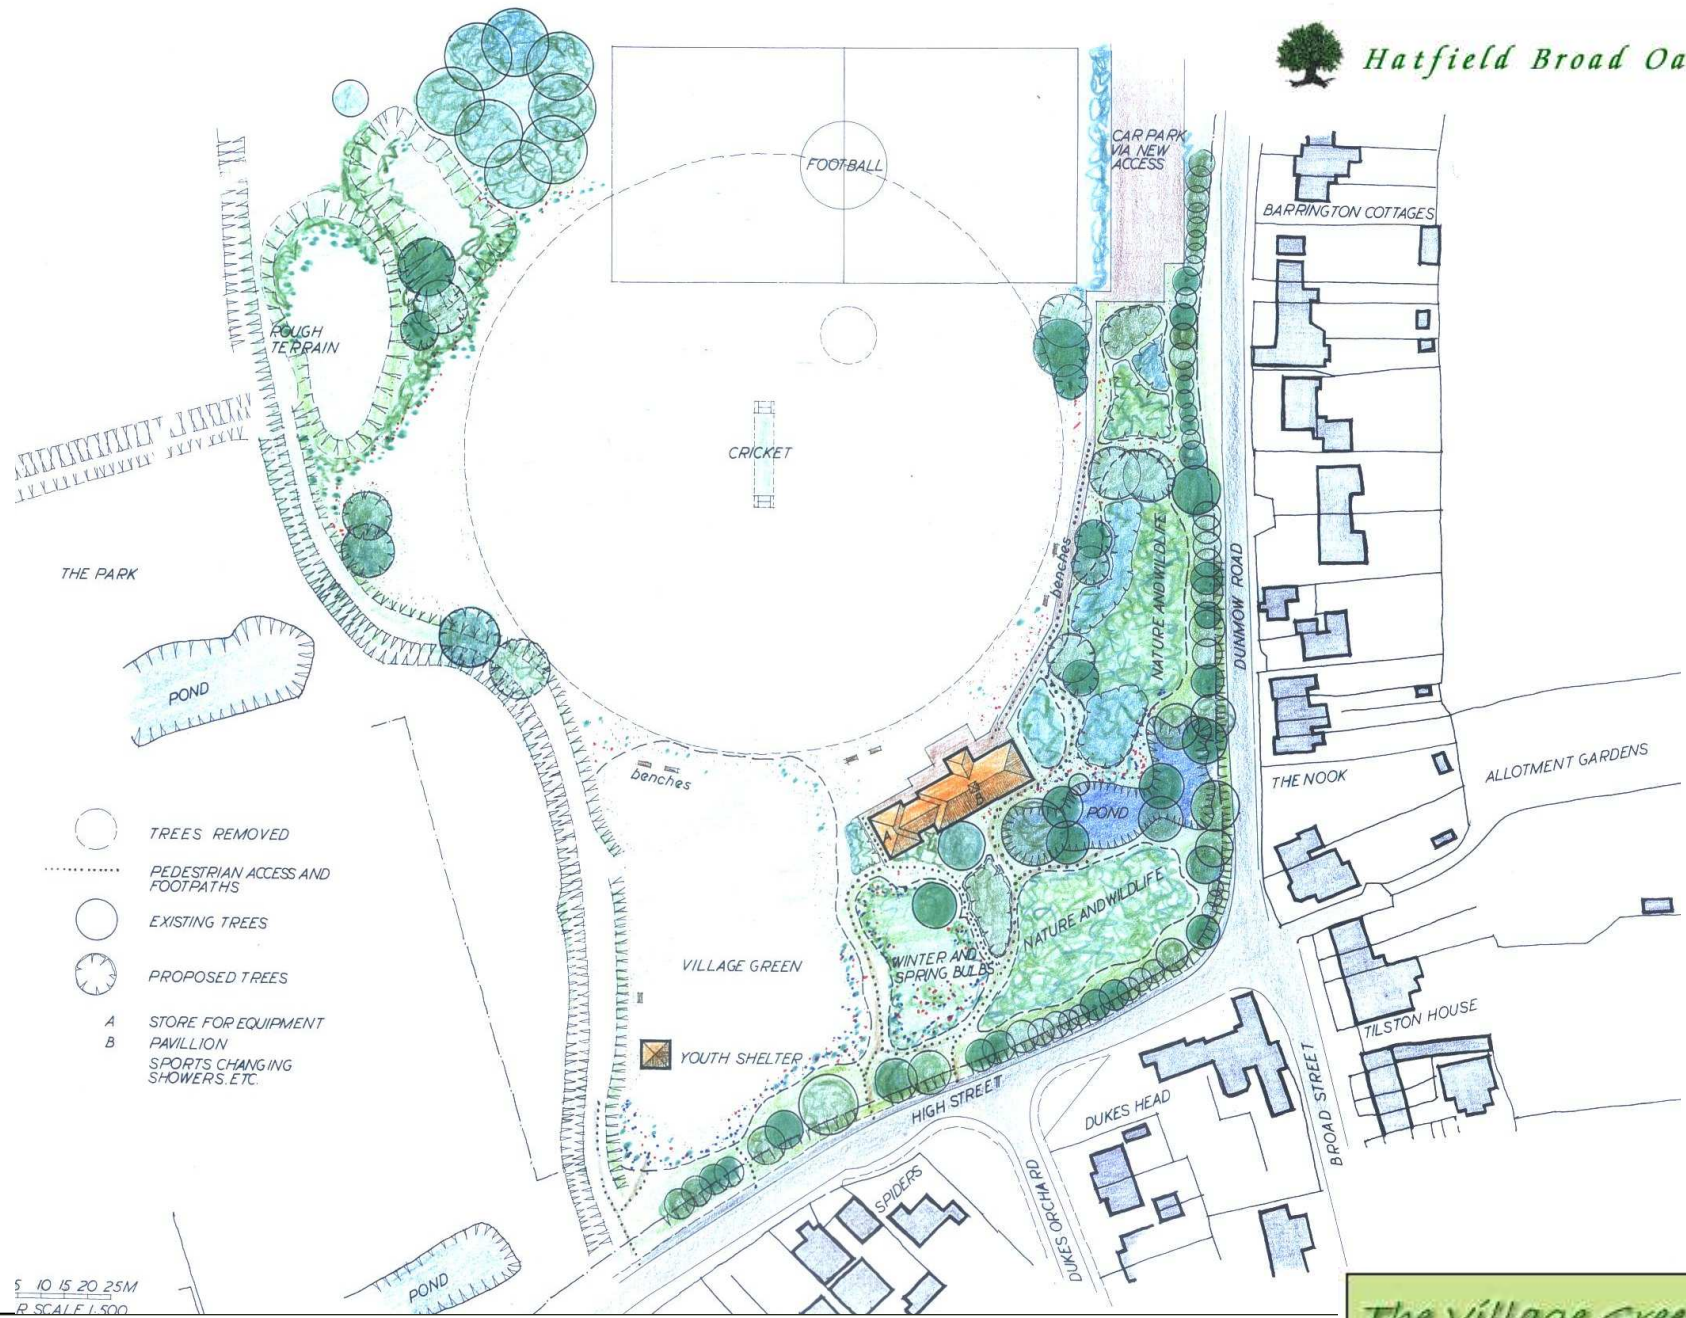 Hatfield Broad Oa
FOOTBALL
CAR PARK
VIA NEW
ACCESS
BARRINGTON COTTAGES
ROUGH
TERRAIN
CRICKET
THE PARK
benches
NATURE AND WILDLIFE
DUNMOW ROAD
POND
benches
THE NOOK
ALLOTMENT GARDENS
A
B
POND
TREES REMOVED
PEDESTRIAN ACCESS AND
FOOTPATHS
EXISTING TREES
PROPOSED TREES
A STORE FOR EQUIPMENT
B PAVILLION
SPORTS CHANGING
SHOWERS. ETC.
VILLAGE GREEN
WINTER AND
SPRING BULBS
NATURE AND WILDLIFE
YOUTH SHELTER
HIGH STREET
DUKES HEAD
BROAD STREET
TILSTON HOUSE
SPIDERS
DUKES ORCHARD
POND
5 10 15 20 25M
R SCALE 1:500
The Village Gree